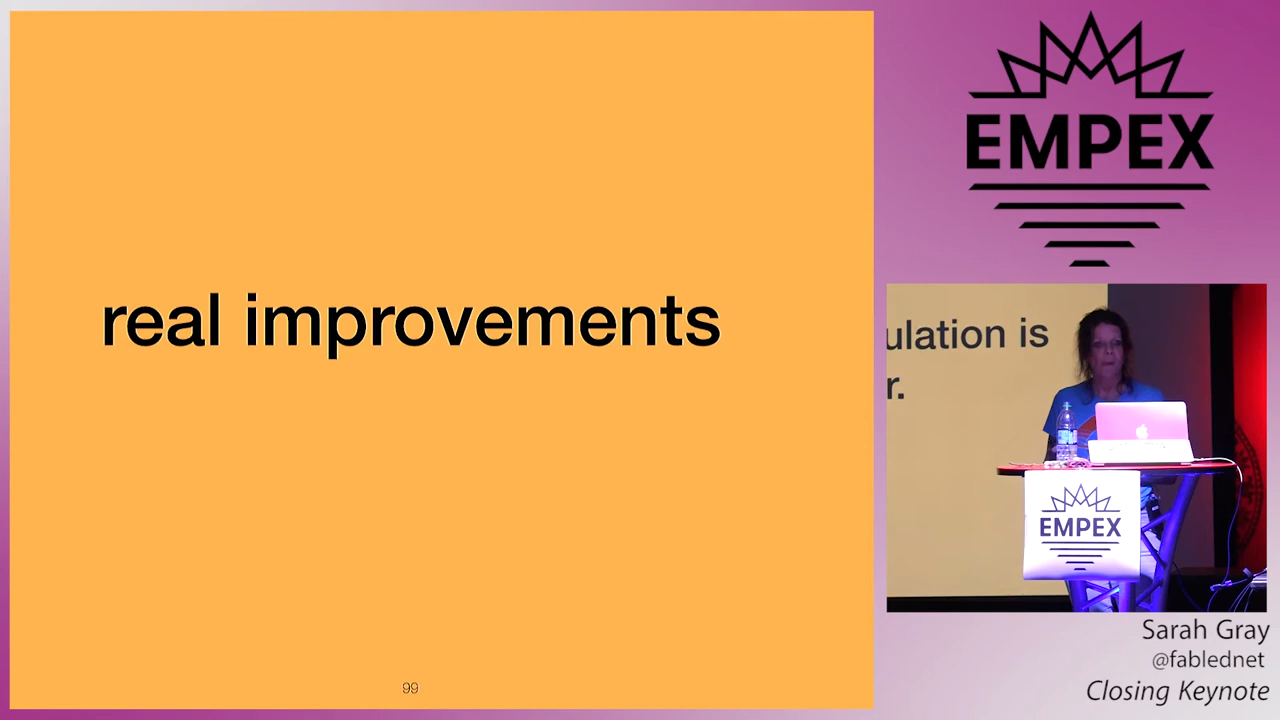 real improvements
99
EMPEX
ulation is
r.
EMPEX
Sarah Gray
@fablednet
Closing Keynote